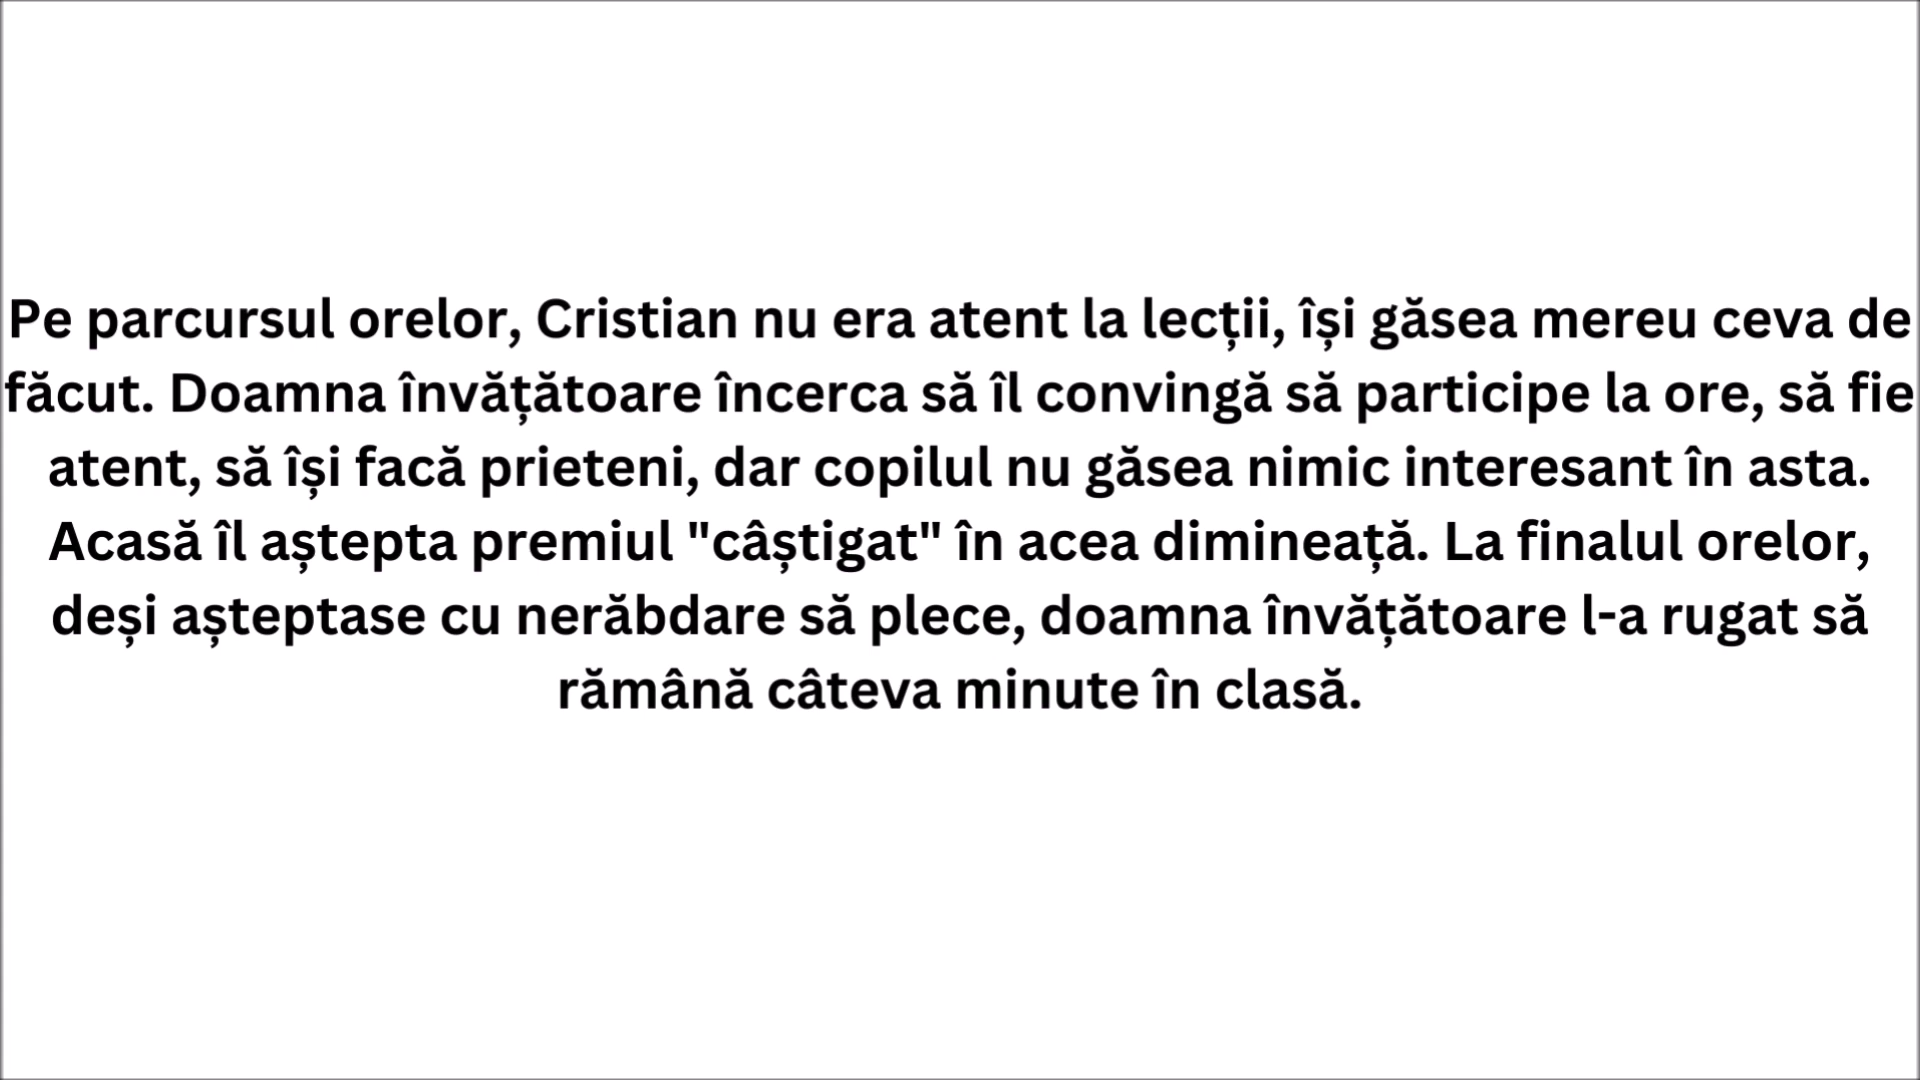 Pe parcursul orelor, Cristian nu era atent la lecții, își găsea mereu ceva de
făcut. Doamna învățătoare încerca să îl convingă să participe la ore, să fie
atent, să își facă prieteni, dar copilul nu găsea nimic interesant în asta.
Acasă îl aștepta premiul "câștigat" în acea dimineață. La finalul orelor,
deși așteptase cu nerăbdare să plece, doamna învățătoare l-a rugat să
rămână câteva minute în clasă.